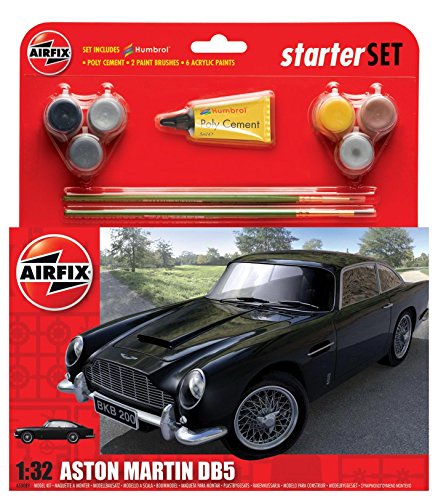 AIRFIX
SET INCLUDES Humbrol
• POLY CEMENT • 2 PAINT BRUSHES • 6 ACRYLIC PAINTS
starterSET
Humbrol
Poly Cement
AIRFIX
BKB 200
1:32 ASTON MARTIN DB5